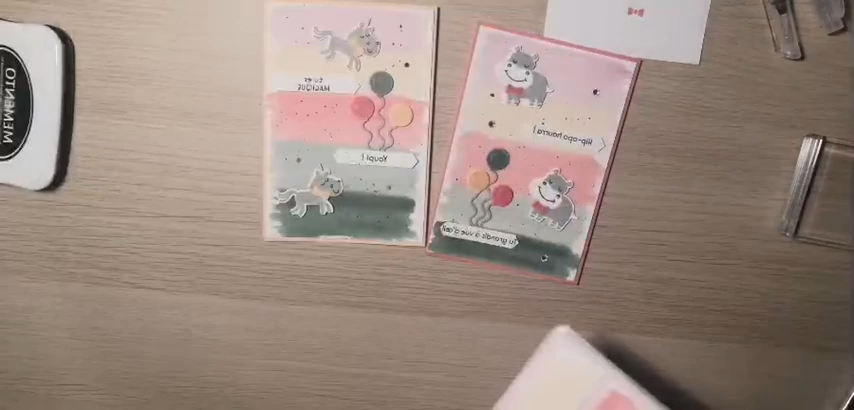 MEMENTO
TU ES
MAGIQUE
Youpi !
Hip-opo hourra !
Tu grandis à vue d'œil